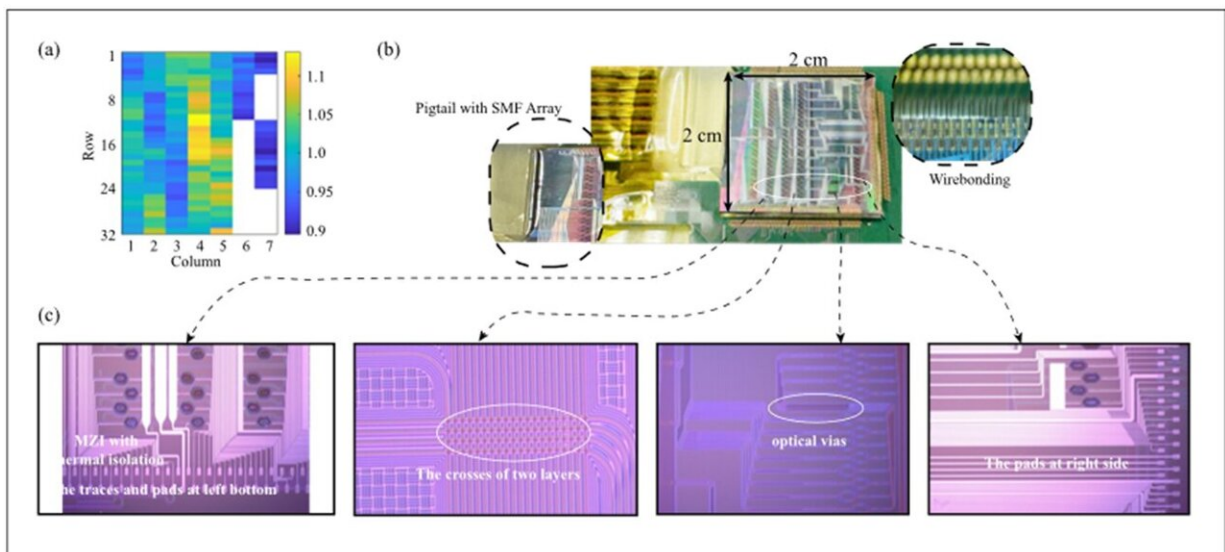 (a)
1
8
16
24
32
Row
1 2 3 4 5 6 7
Column
1.1
1.05
1.0
0.95
0.9
(b)
2 cm
2 cm
Pigtail with SMF Array
Wirebonding
(c)
MZI with
hermal isolation
he traces and pads at left bottom
The crosses of two layers
optical vias
The pads at right side